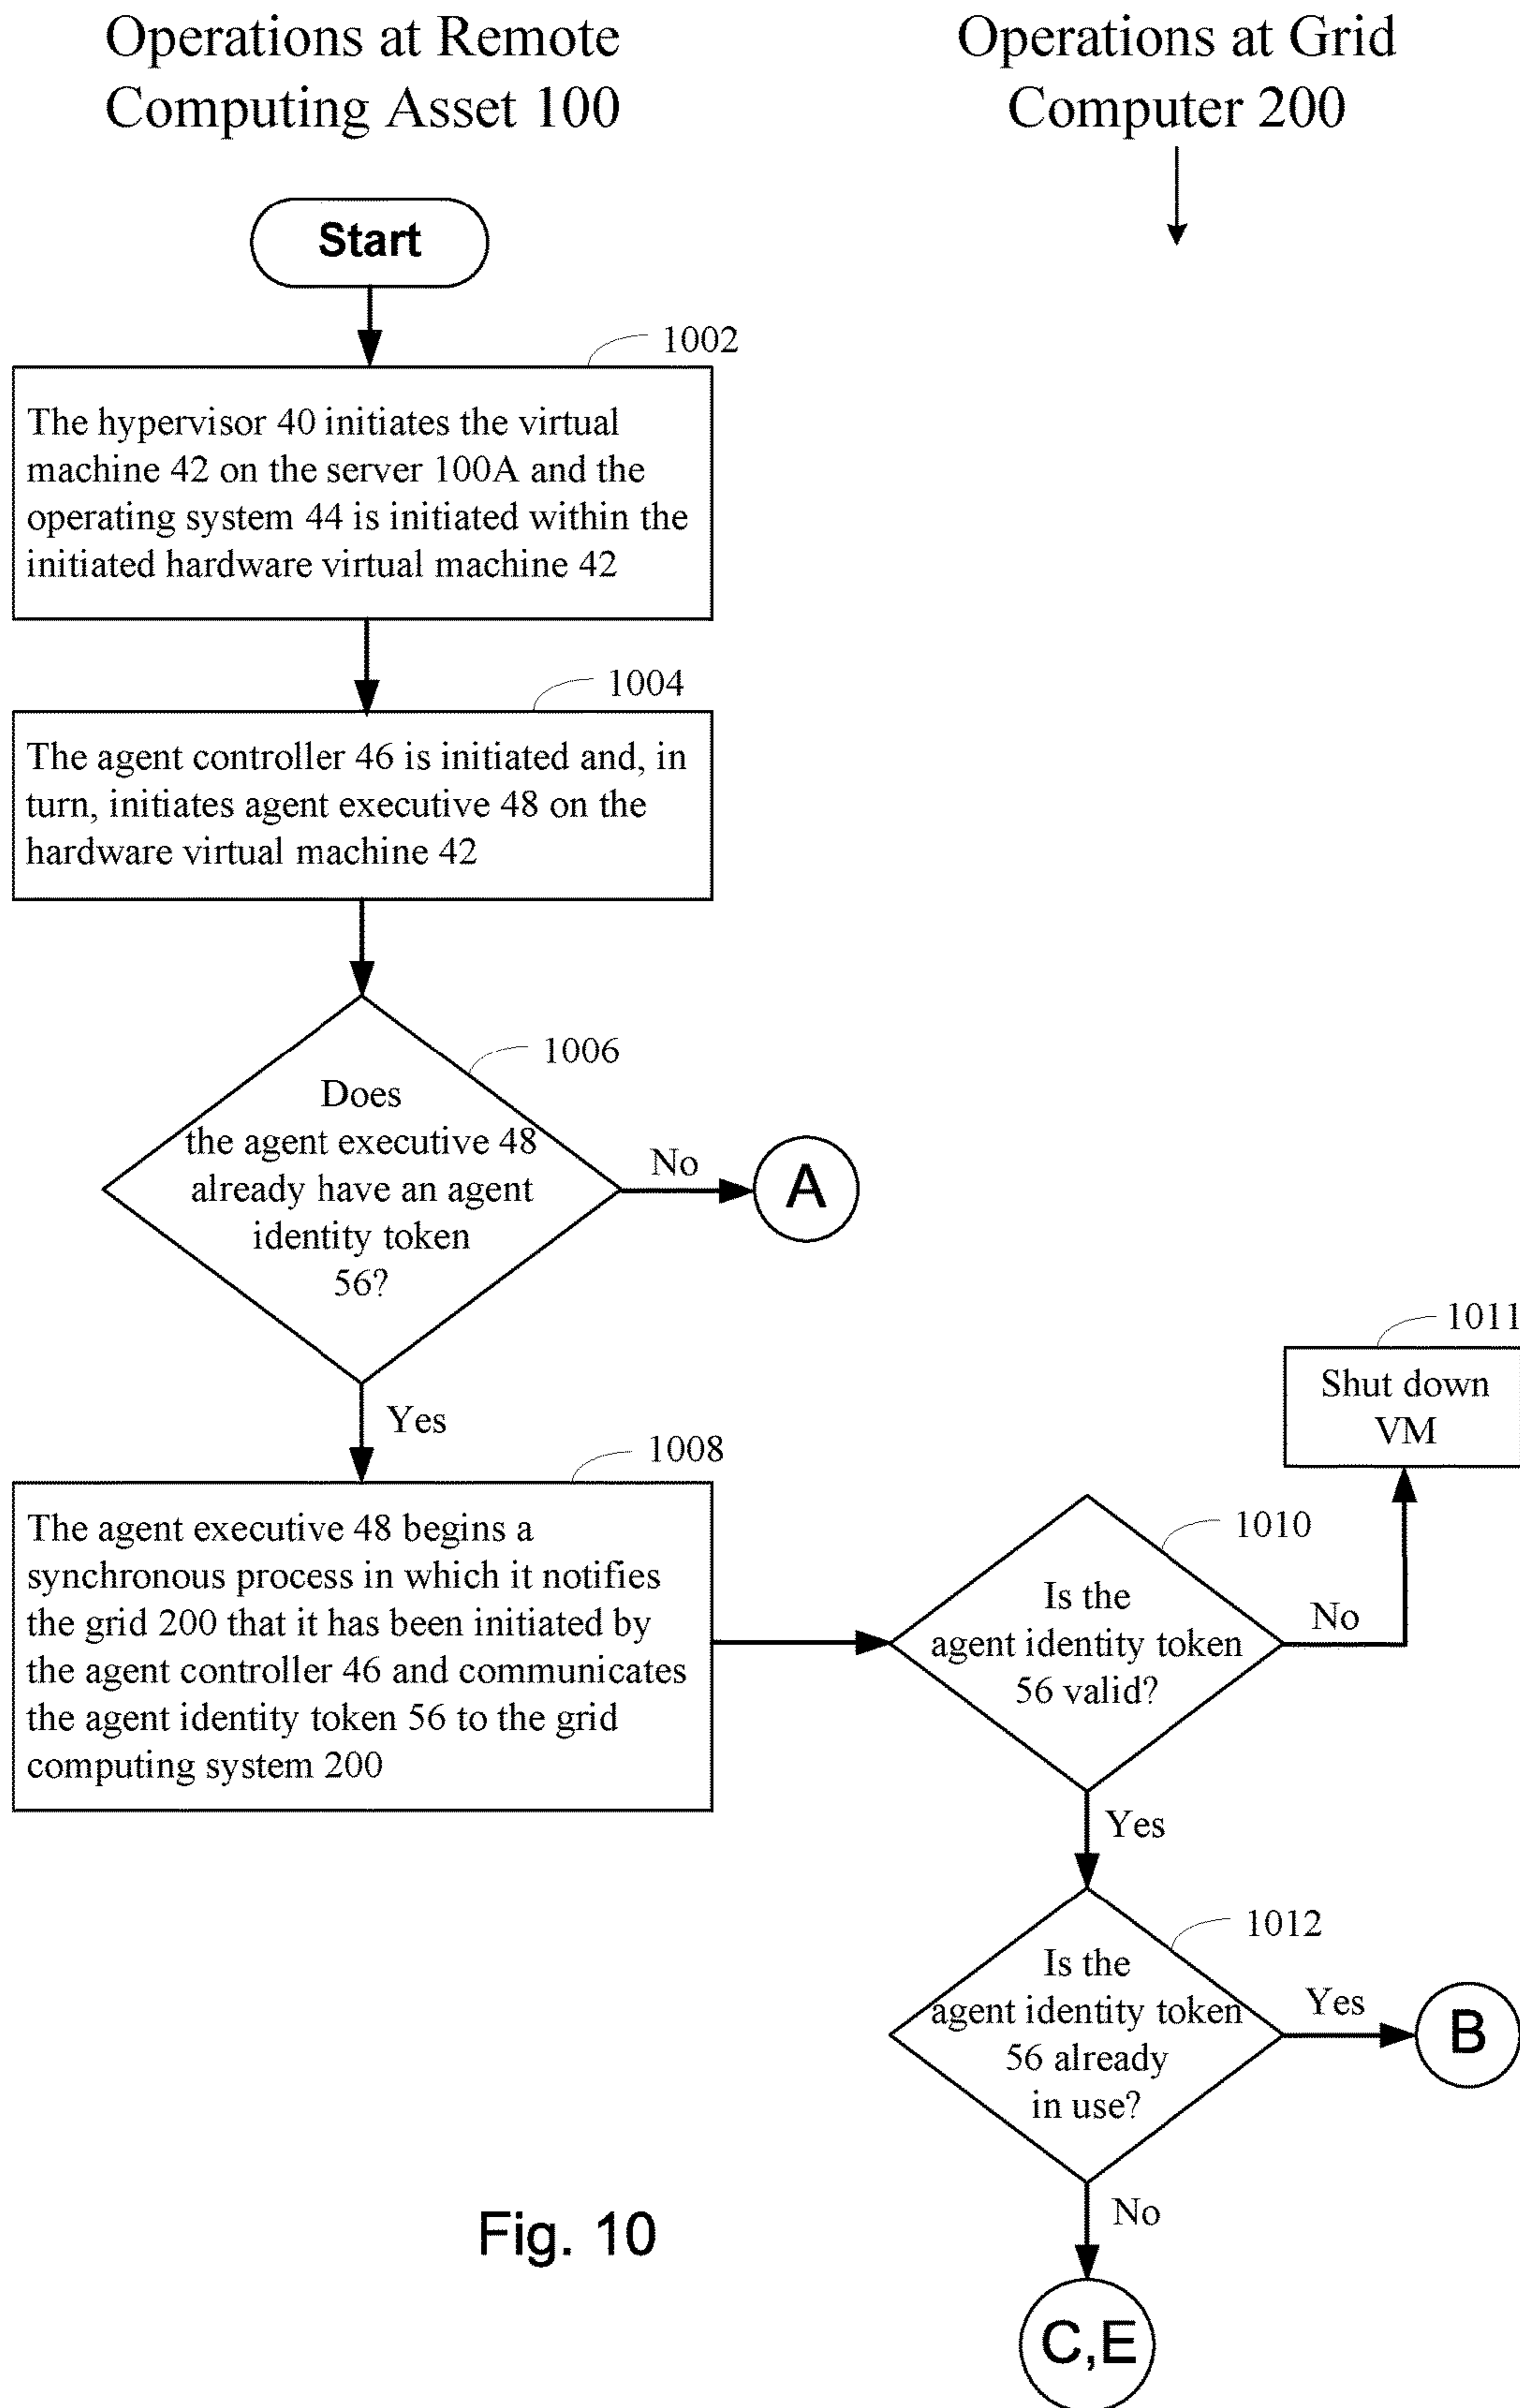 Operations at Remote
Computing Asset 100
Operations at Grid
Computer 200
Start
1002
The hypervisor 40 initiates the virtual
machine 42 on the server 100A and the
operating system 44 is initiated within the
initiated hardware virtual machine 42
1004
The agent controller 46 is initiated and, in
turn, initiates agent executive 48 on the
hardware virtual machine 42
1006
Does
the agent executive 48
already have an agent
identity token
56?
No
A
Yes
1008
The agent executive 48 begins a
synchronous process in which it notifies
the grid 200 that it has been initiated by
the agent controller 46 and communicates
the agent identity token 56 to the grid
computing system 200
1010
Is the
agent identity token
56 valid?
No
1011
Shut down
VM
Yes
1012
Is the
agent identity token
56 already
in use?
Yes
B
No
C,E
Fig. 10